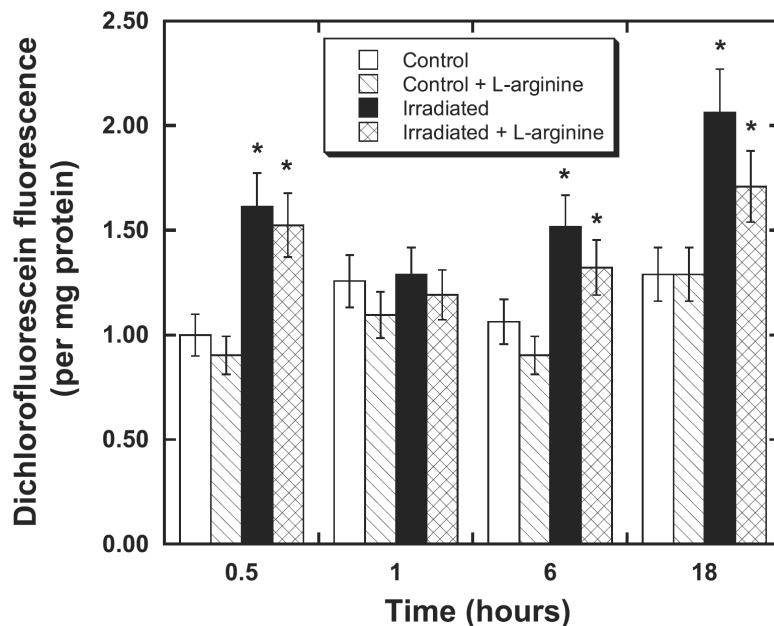 Dichlorofluorescein fluorescence
(per mg protein)
2.50
2.00
1.50
1.00
0.50
0.00
Control
Control + L-arginine
Irradiated
Irradiated + L-arginine
*
*
*
*
*
*
0.5
1
6
18
Time (hours)